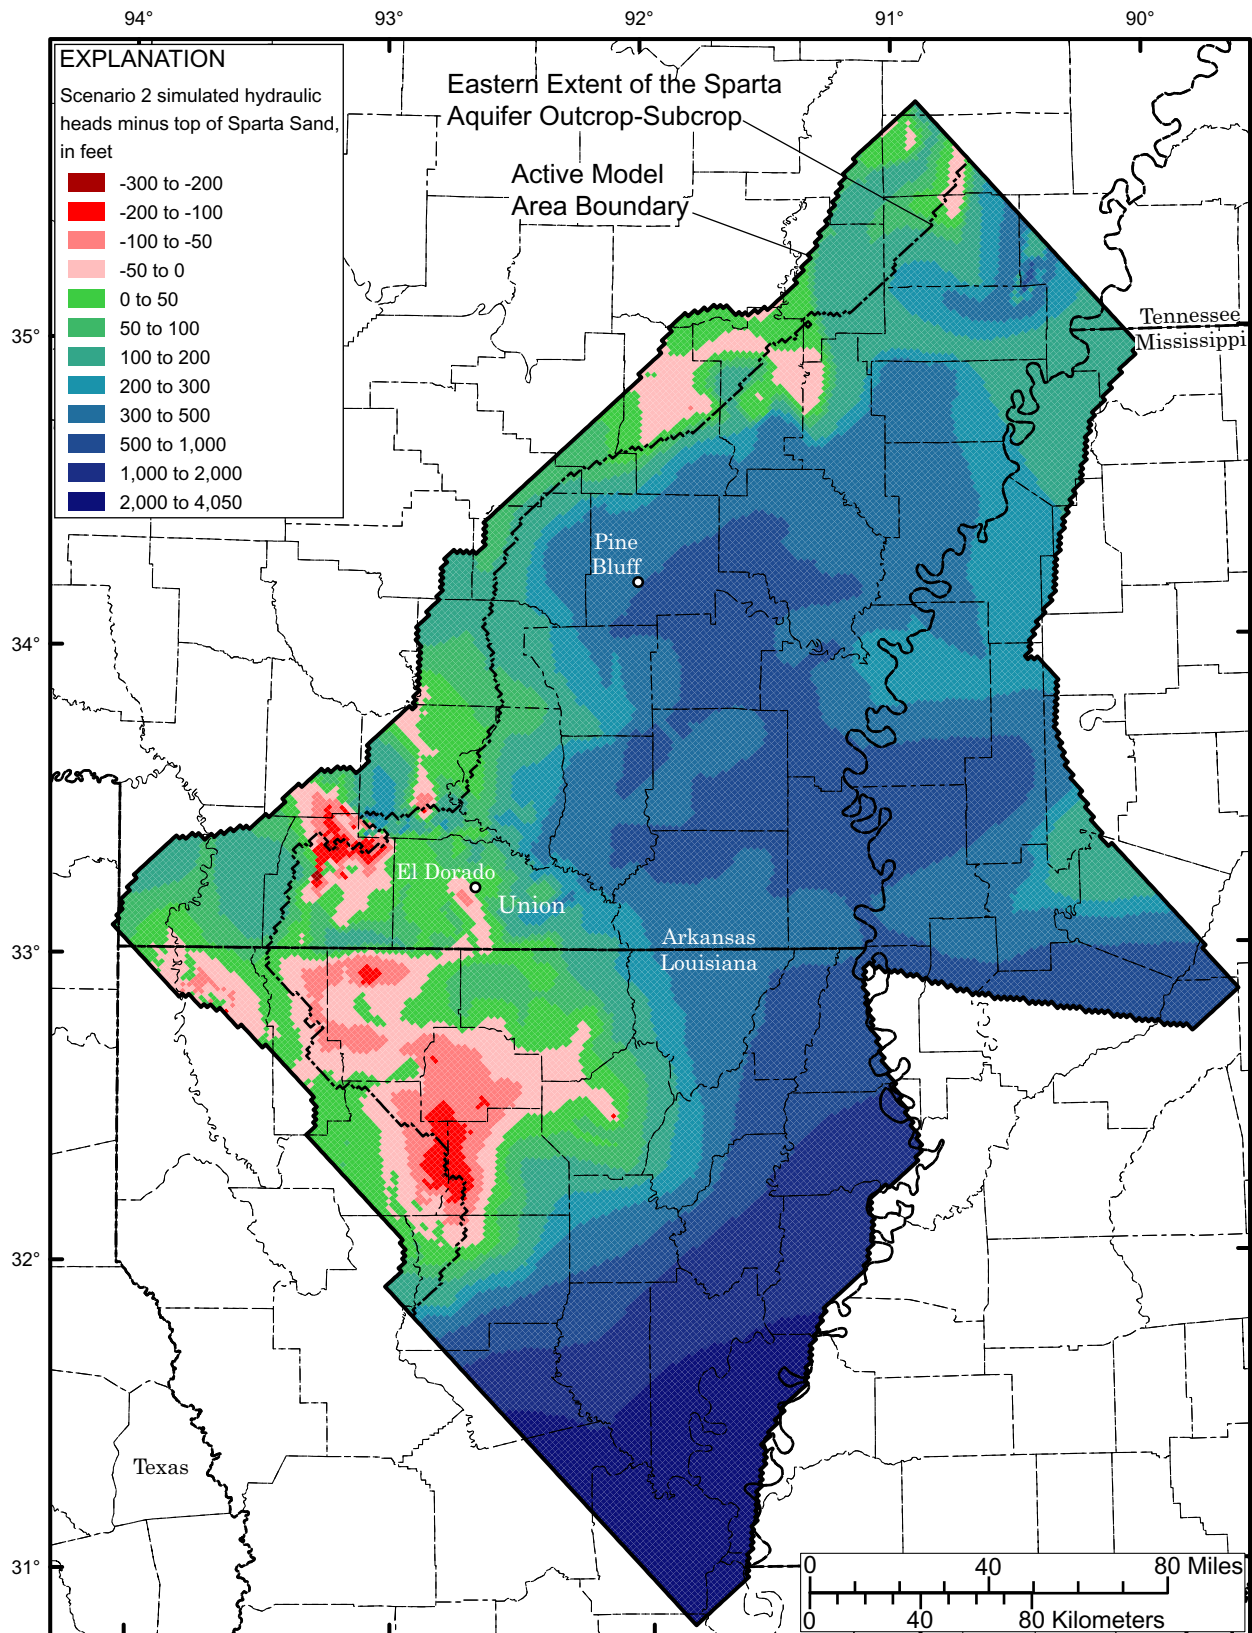 94°
93°
92°
91°
90°
EXPLANATION
Scenario 2 simulated hydraulic
heads minus top of Sparta Sand,
in feet
-300 to -200
-200 to -100
-100 to -50
-50 to 0
0 to 50
50 to 100
100 to 200
200 to 300
300 to 500
500 to 1,000
1,000 to 2,000
2,000 to 4,050
Eastern Extent of the Sparta
Aquifer Outcrop-Subcrop
Active Model
Area Boundary
35°
Tennessee
Mississippi
Pine
Bluff
34°
El Dorado
Union
33°
Arkansas
Louisiana
32°
Texas
31°
0 40 80 Miles
0 40 80 Kilometers